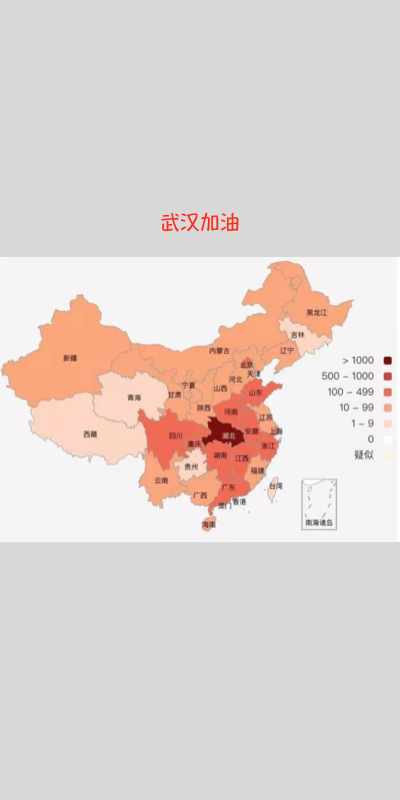 武汉加油
黑龙江
吉林
内蒙古
辽宁
新疆
北京
天津
河北
宁夏
山西
山东
青海
甘肃
陕西
河南
江苏
西藏
四川
湖北
安徽
上海
重庆
浙江
湖南
江西
贵州
福建
云南
台湾
广西
广东
香港
澳门
海南
> 1000
500 - 1000
100 - 499
10 - 99
1 - 9
0
疑似
南海诸岛